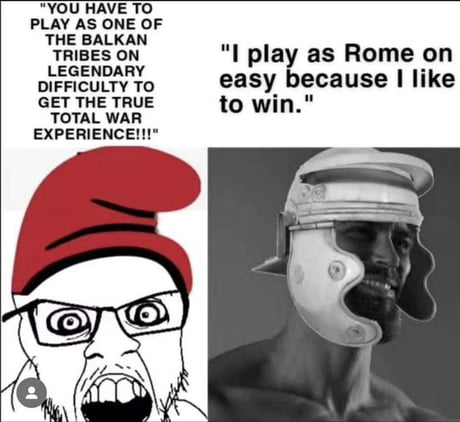 "YOU HAVE TO
PLAY AS ONE OF
THE BALKAN
TRIBES ON
LEGENDARY
DIFFICULTY TO
GET THE TRUE
TOTAL WAR
EXPERIENCE!!!"
"I play as Rome on
easy because I like
to win."